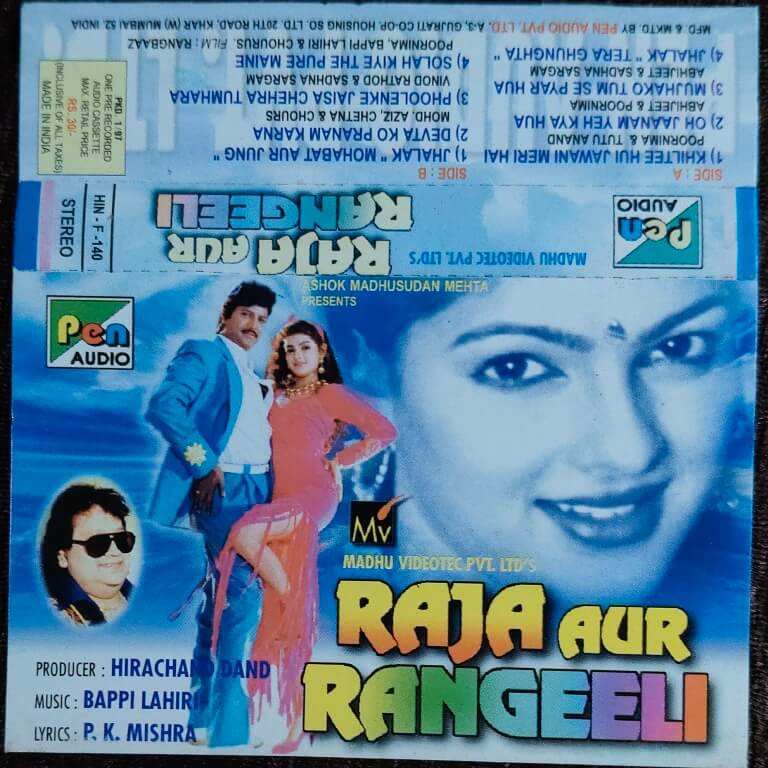 MFD. & MKTD. BY PEN AUDIO PVT. LTD., A-3, GUJRATI CO-OP. HOUSING SO. LTD. 20TH ROAD, KHAR, (W) MUMBAI 52. INDIA
SIDE : A
1) KHILTEE HUI JAWANI MERI HAI
POORNIMA & TUTU ANAND
2) OH JAANAM YEH KYA HUA
ABHIJEET & POORNIMA
3) MUJHAKO TUM SE PYAR HUA
ABHIJEET & SADHNA SARGAM
4) JHALAK " TERA GHUNGHTA "
SIDE : B
1) JHALAK " MOHABAT AUR JUNG "
2) DEVTA KO PRANAM KARNA
MOHD. AZIZ, CHETNA & CHOURS
3) PHOOLENKE JAISA CHEHRA TUMHARA
VINOD RATHOD & SADHNA SARGAM
4) SOLAH KIYE THE PURE MAINE
POORNIMA, BAPPI LAHIRI & CHOURUS. FILM : RANGBAAZ
PKD. 1/97
ONE PRE RECORDED
AUDIO CASSETTE
MAX. RETAIL PRICE
RS 30/-
(INCLUSIVE OF ALL TAXES)
MADE IN INDIA
Pen
AUDIO
MADHU VIDEOTEC PVT. LTD'S
RAJA AUR
RANGEELI
HIN - F -140
STEREO
ASHOK MADHUSUDAN MEHTA
PRESENTS
Pen
AUDIO
Mv
MADHU VIDEOTEC PVT. LTD'S
RAJA AUR
RANGEELI
PRODUCER : HIRACHAND DAND
MUSIC : BAPPI LAHIRI
LYRICS : P. K. MISHRA